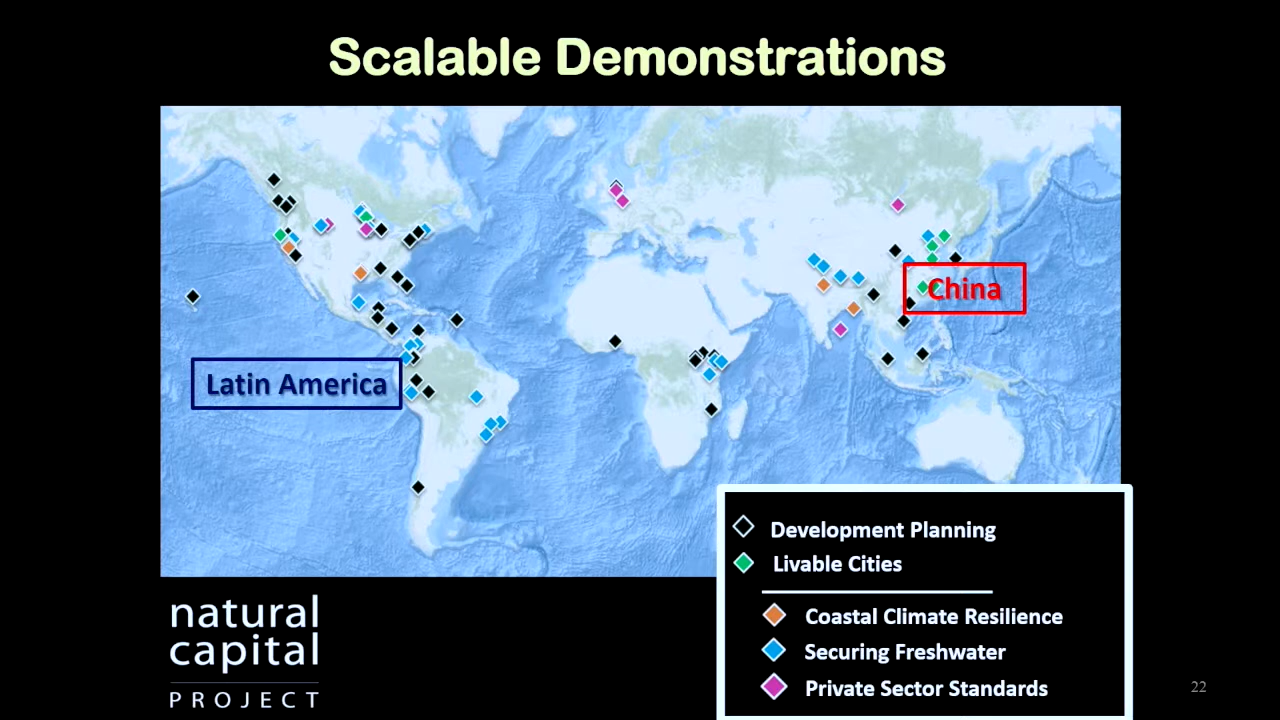 Scalable Demonstrations
China
Latin America
Development Planning
Livable Cities
Coastal Climate Resilience
Securing Freshwater
Private Sector Standards
natural
capital
PROJECT
22